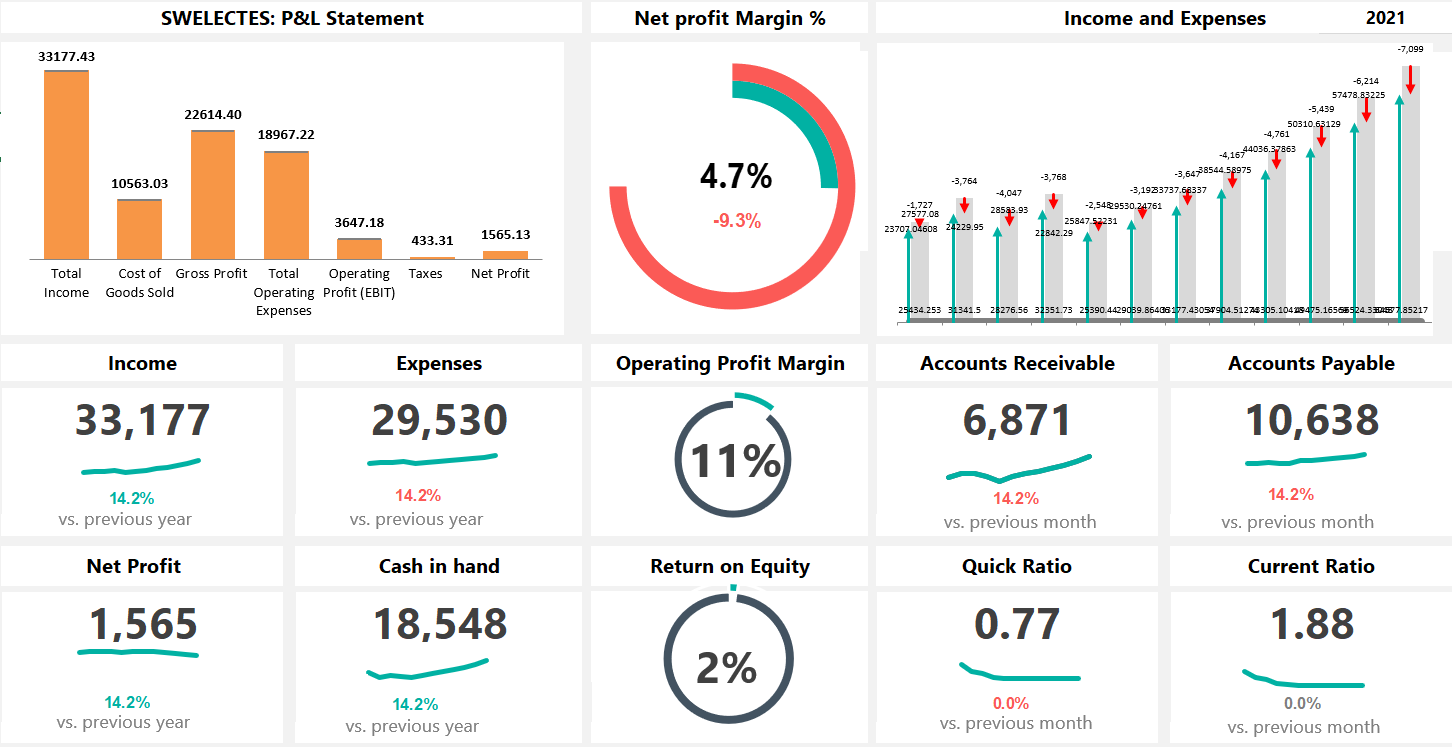 SWELECTES: P&L Statement
33177.43
10563.03
22614.40
18967.22
3647.18
433.31
1565.13
Total
Income
Cost of
Goods Sold
Gross Profit
Total
Operating
Expenses
Operating
Profit (EBIT)
Taxes
Net Profit
Net profit Margin %
4.7%
-9.3%
Income and Expenses
2021
-7,099
-6,214
57478.83225
-5,439
50310.63129
-4,761
44036.37863
-4,167
38544.58975
-3,647
33737.68337
-3,192
29530.24761
-2,548
25847.52231
-3,768
22842.29
-4,047
28583.93
-3,764
24229.95
-1,727
27577.08
23707.04608
25434.253
31341.5
28276.56
32351.73
25390.44
29039.86406
Income
33,177
14.2%
vs. previous year
Expenses
29,530
14.2%
vs. previous year
Operating Profit Margin
11%
Accounts Receivable
6,871
14.2%
vs. previous month
Accounts Payable
10,638
14.2%
vs. previous month
Net Profit
1,565
14.2%
vs. previous year
Cash in hand
18,548
14.2%
vs. previous year
Return on Equity
2%
Quick Ratio
0.77
0.0%
vs. previous month
Current Ratio
1.88
0.0%
vs. previous month